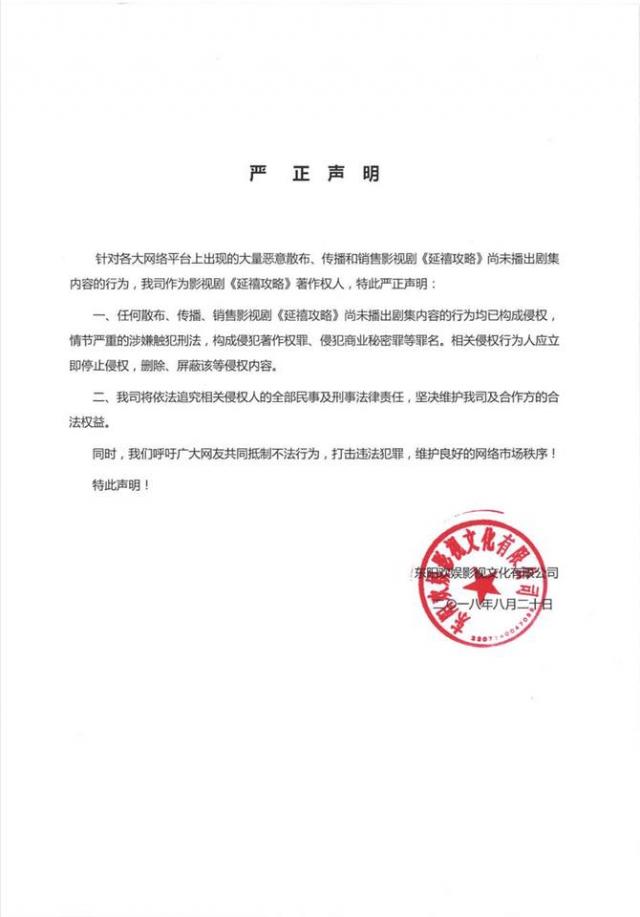 严 正 声 明
针对各大网络平台上出现的大量恶意散布、传播和销售影视剧《延禧攻略》尚未播出剧集
内容的行为，我司作为影视剧《延禧攻略》著作权人，特此严正声明：
一、任何散布、传播、销售影视剧《延禧攻略》尚未播出剧集内容的行为均已构成侵权，
情节严重的涉嫌触犯刑法，构成侵犯著作权罪、侵犯商业秘密罪等罪名。相关侵权行为人应立
即停止侵权，删除、屏蔽该等侵权内容。
二、我司将依法追究相关侵权人的全部民事及刑事法律责任，坚决维护我司及合作方的合
法权益。
同时，我们呼吁广大网友共同抵制不法行为，打击违法犯罪，维护良好的网络市场秩序！
特此声明！
东阳欢娱影视文化有限公司
一八年八月二十日
东阳欢娱影视文化有限公司